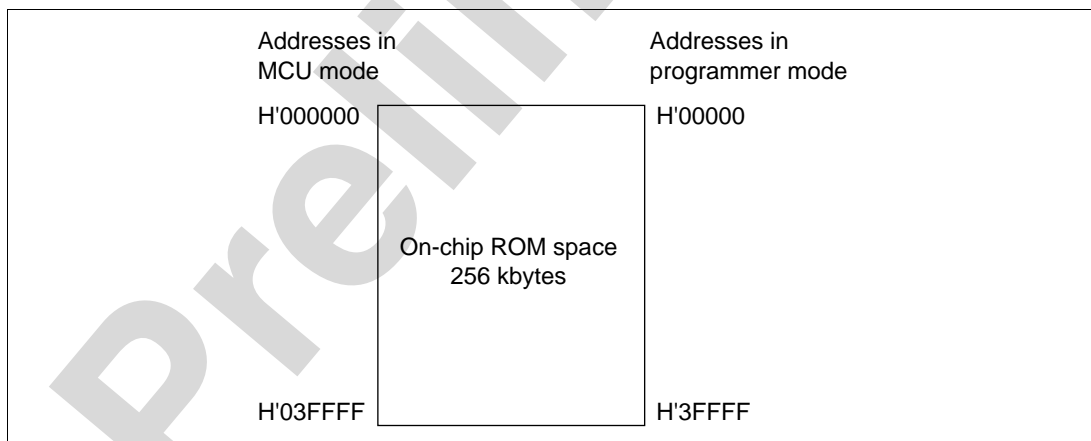 Addresses in
MCU mode
Addresses in
programmer mode
H'000000
H'00000
On-chip ROM space
256 kbytes
H'03FFFF
H'3FFFF